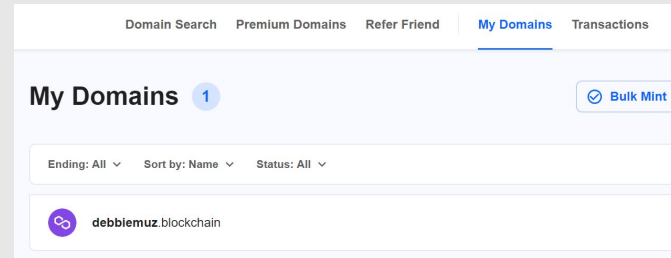 Domain Search Premium Domains Refer Friend My Domains Transactions
My Domains 1 Bulk Mint
Ending: All Sort by: Name Status: All
debbiemuz.blockchain